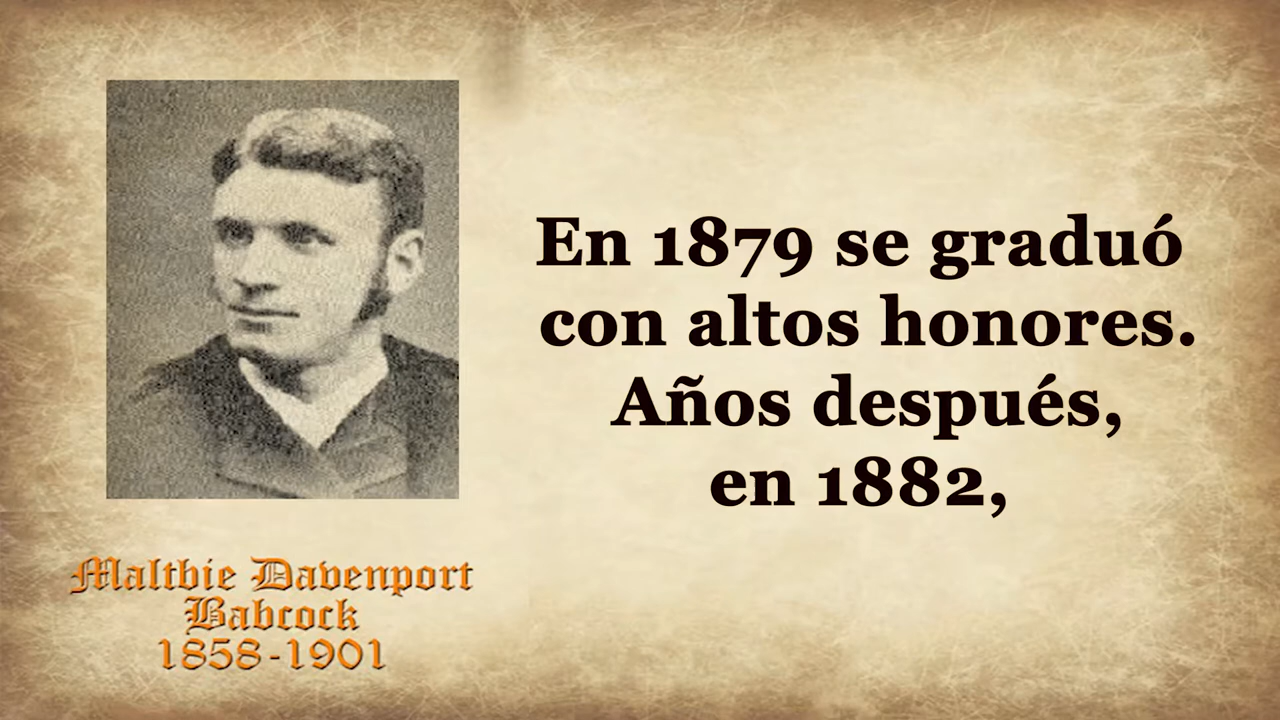 En 1879 se graduó
con altos honores.
Años después,
en 1882,
Maltbie Davenport
Babcock
1858-1901